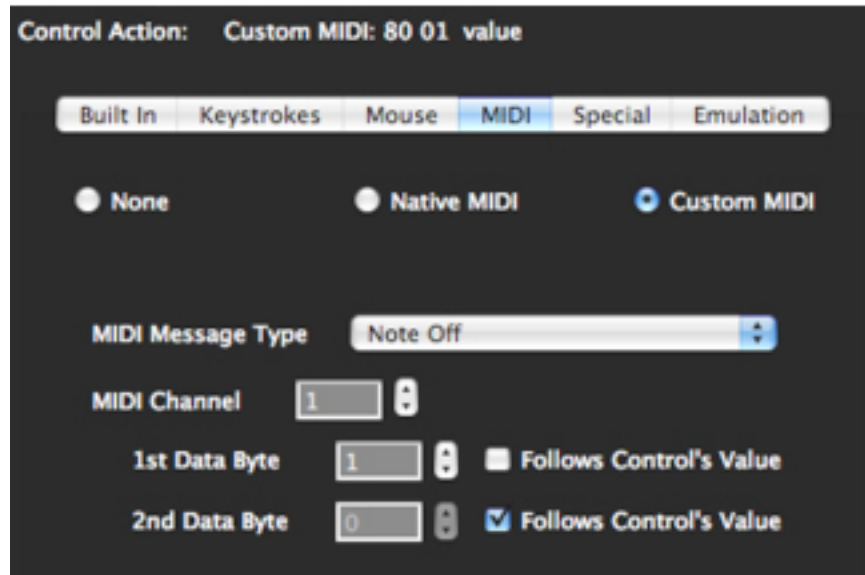 Control Action: Custom MIDI: 80 01 value
Built In Keystrokes Mouse MIDI Special Emulation
None Native MIDI Custom MIDI
MIDI Message Type Note Off
MIDI Channel 1
1st Data Byte 1 Follows Control's Value
2nd Data Byte 0 Follows Control's Value